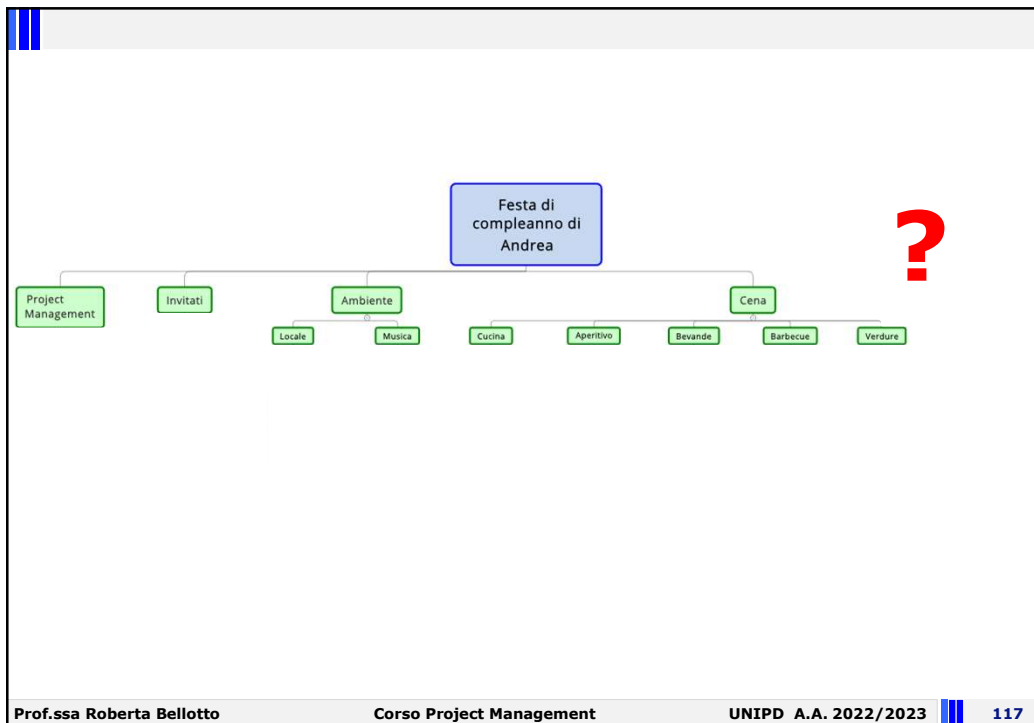 Festa di
compleanno di
Andrea
?
Project
Management
Invitati
Ambiente
Cena
Locale
Musica
Cucina
Aperitivo
Bevande
Barbecue
Verdure
Prof.ssa Roberta Bellotto Corso Project Management UNIPD A.A. 2022/2023 117